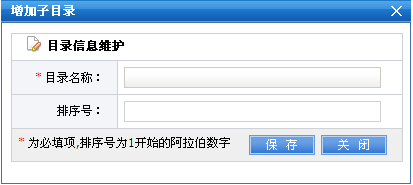 增加子目录
目录信息维护
* 目录名称：
排序号：
* 为必填项,排序号为1开始的阿拉伯数字
保 存
关 闭